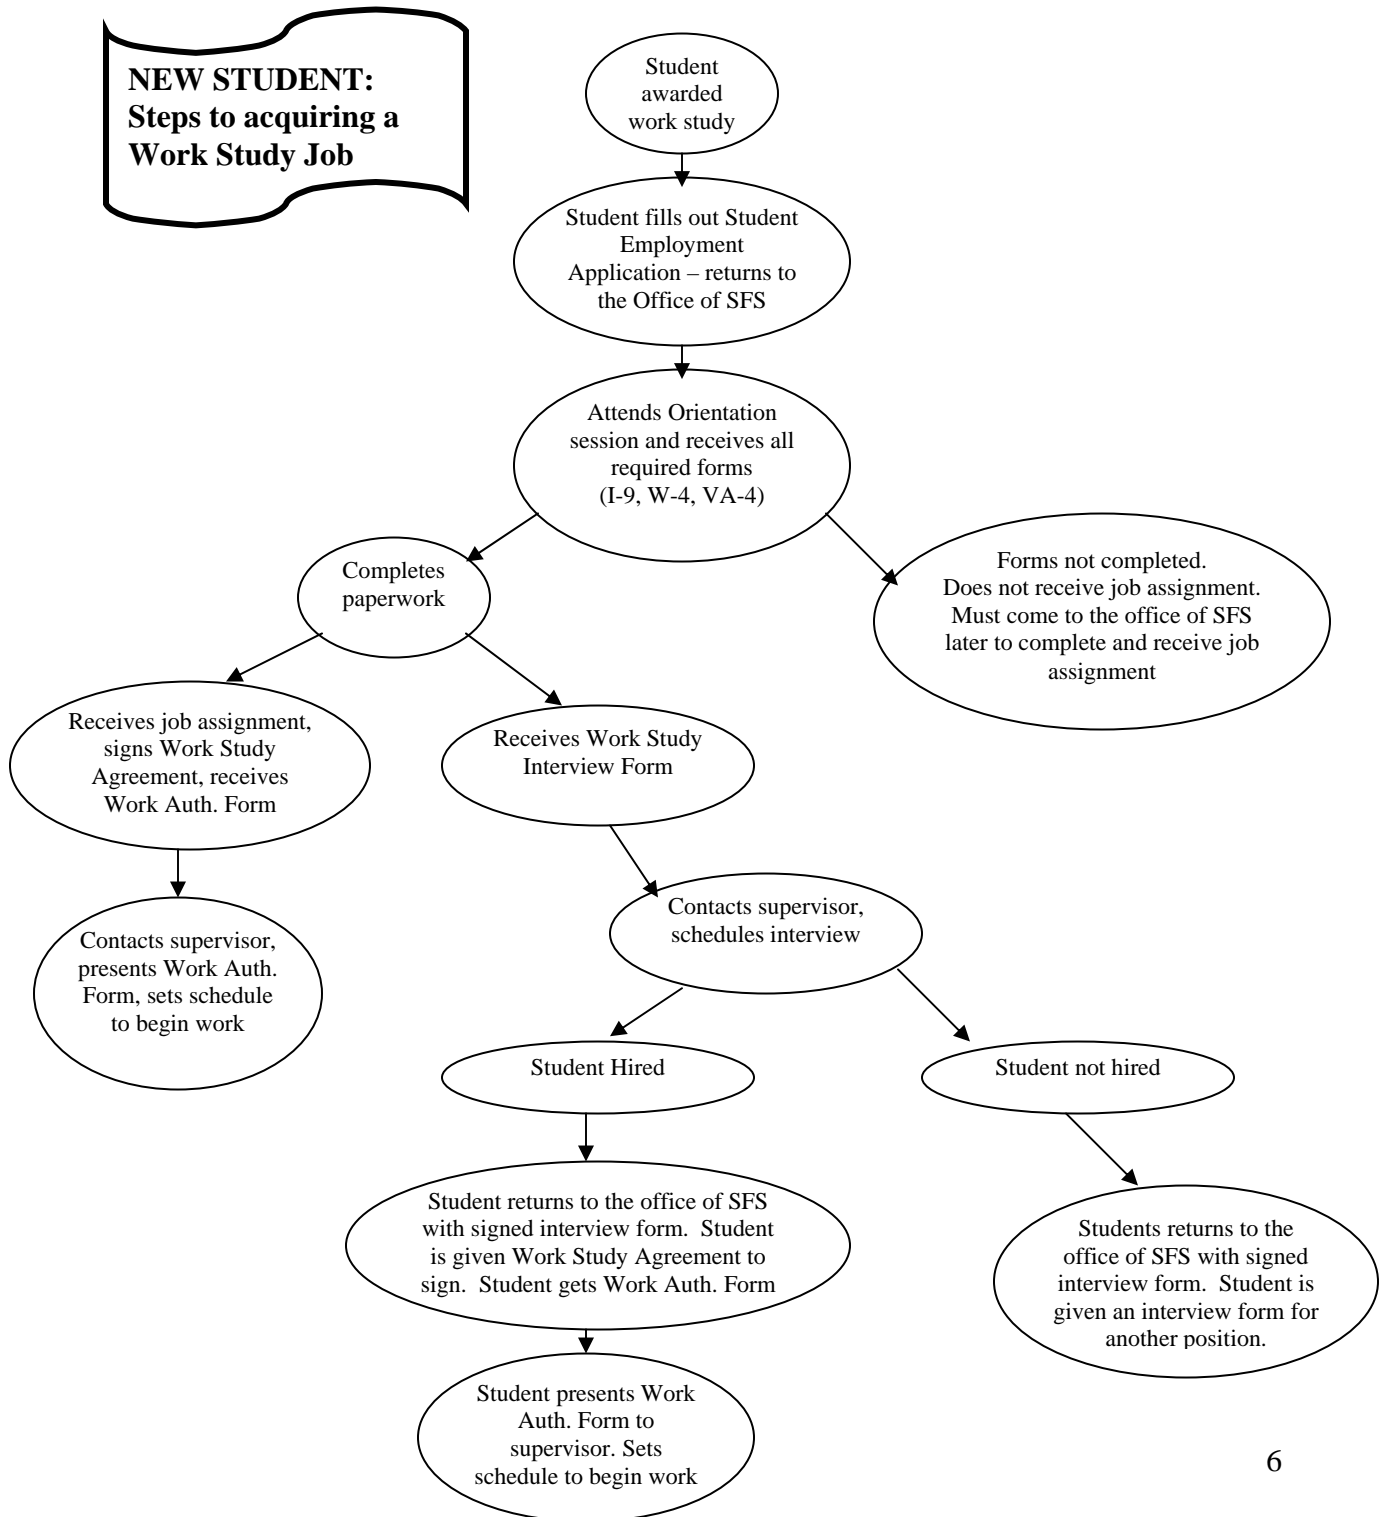 NEW STUDENT:
Steps to acquiring a
Work Study Job
Student
awarded
work study
Student fills out Student
Employment
Application – returns to
the Office of SFS
Attends Orientation
session and receives all
required forms
(I-9, W-4, VA-4)
Completes
paperwork
Forms not completed.
Does not receive job assignment.
Must come to the office of SFS
later to complete and receive job
assignment
Receives job assignment,
signs Work Study
Agreement, receives
Work Auth. Form
Receives Work Study
Interview Form
Contacts supervisor,
presents Work Auth.
Form, sets schedule
to begin work
Contacts supervisor,
schedules interview
Student Hired
Student not hired
Student returns to the office of SFS
with signed interview form. Student
is given Work Study Agreement to
sign. Student gets Work Auth. Form
Students returns to the
office of SFS with signed
interview form. Student is
given an interview form for
another position.
Student presents Work
Auth. Form to
supervisor. Sets
schedule to begin work
6